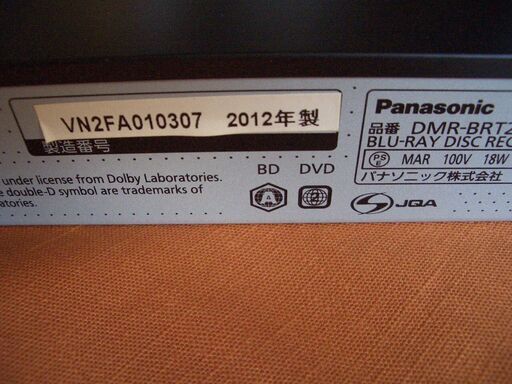 VN2FA010307 2012年製
製造番号
under license from Dolby Laboratories.
e double-D symbol are trademarks of
atories.
BD DVD
A
Panasonic
品番 DMR-BRT2
BLU-RAY DISC REC
PS E MAR 100V 18W
パナソニック株式会社
JQA